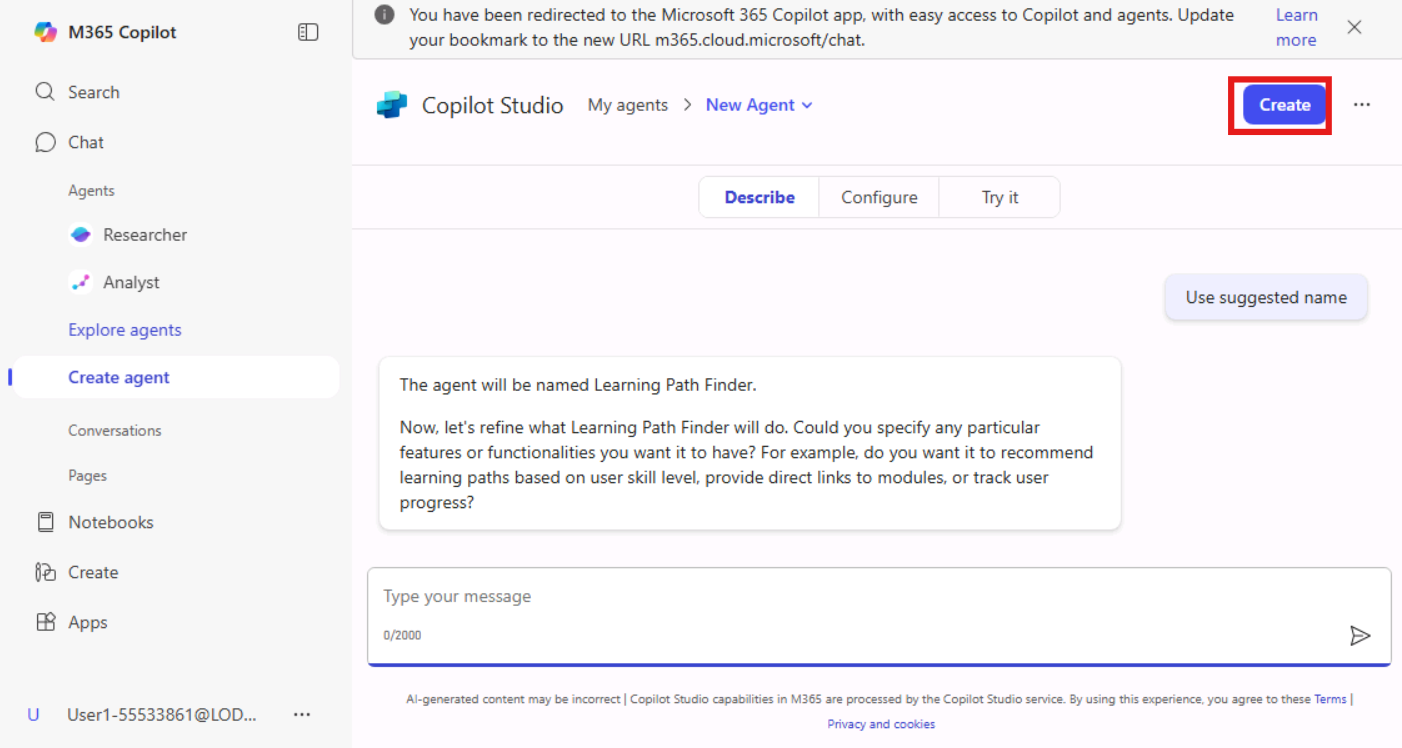 M365 Copilot
Search
Chat
Agents
Researcher
Analyst
Explore agents
Create agent
Conversations
Pages
Notebooks
Create
Apps
U User1-55533861@LOD... ...
You have been redirected to the Microsoft 365 Copilot app, with easy access to Copilot and agents. Update
your bookmark to the new URL m365.cloud.microsoft/chat.
Learn
more
Copilot Studio My agents > New Agent
Create ...
Describe Configure Try it
Use suggested name
The agent will be named Learning Path Finder.
Now, let's refine what Learning Path Finder will do. Could you specify any particular
features or functionalities you want it to have? For example, do you want it to recommend
learning paths based on user skill level, provide direct links to modules, or track user
progress?
Type your message
0/2000
AI-generated content may be incorrect | Copilot Studio capabilities in M365 are processed by the Copilot Studio service. By using this experience, you agree to these Terms |
Privacy and cookies